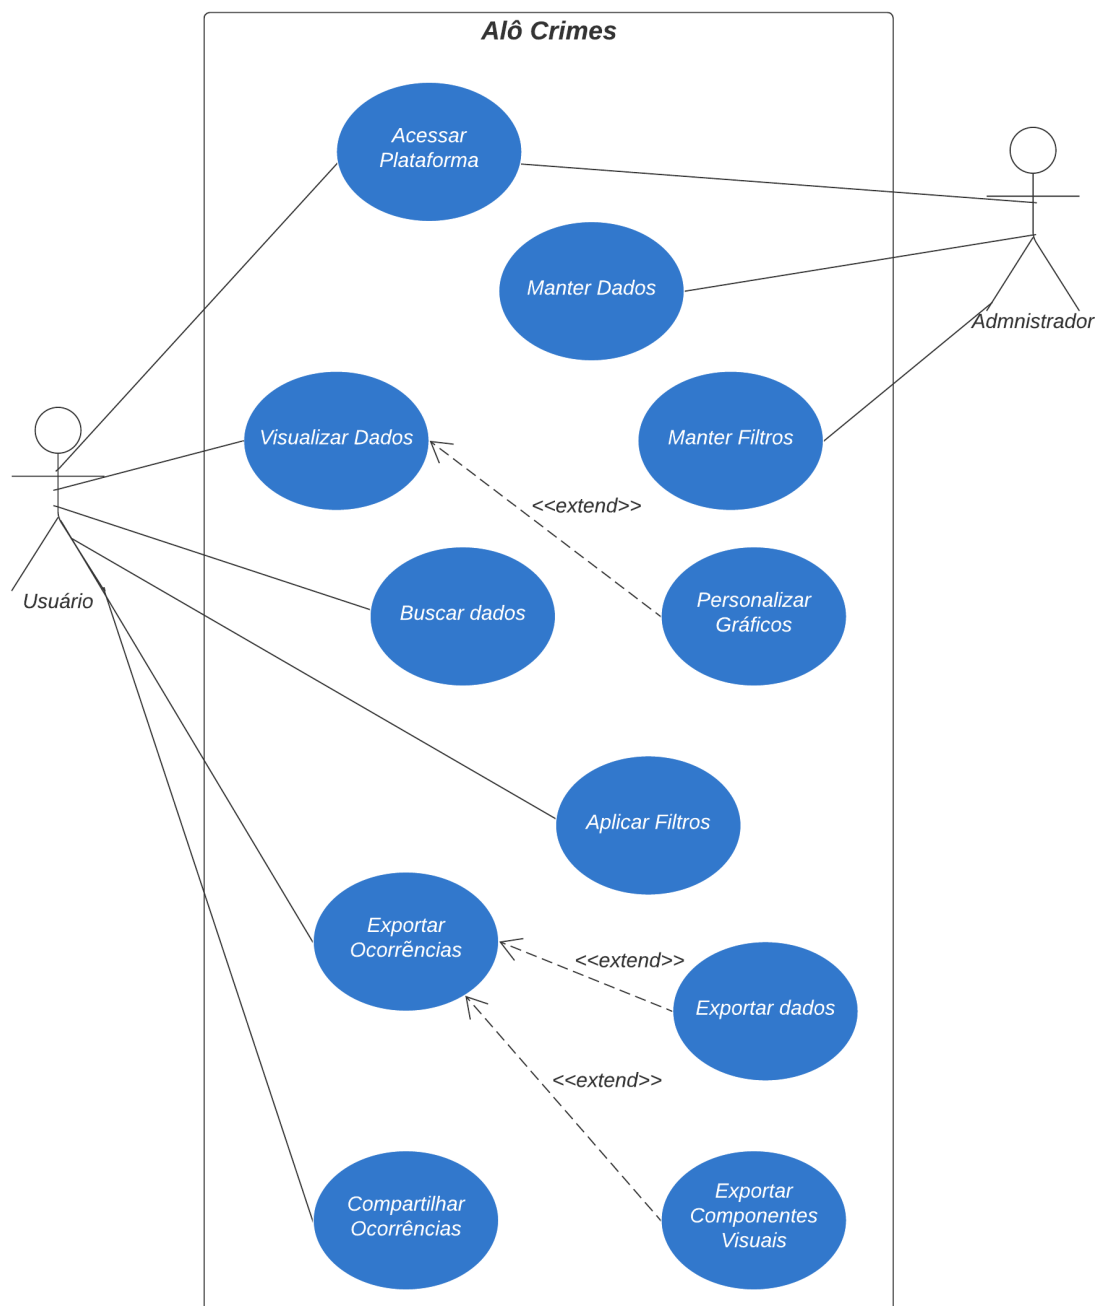 Alô Crimes
Acessar
Plataforma
Manter Dados
Admnistrador
Visualizar Dados
Manter Filtros
<<extend>>
Usuário
Buscar dados
Personalizar
Gráficos
Aplicar Filtros
Exportar
Ocorrẽncias
<<extend>>
Exportar dados
<<extend>>
Compartilhar
Ocorrências
Exportar
Componentes
Visuais